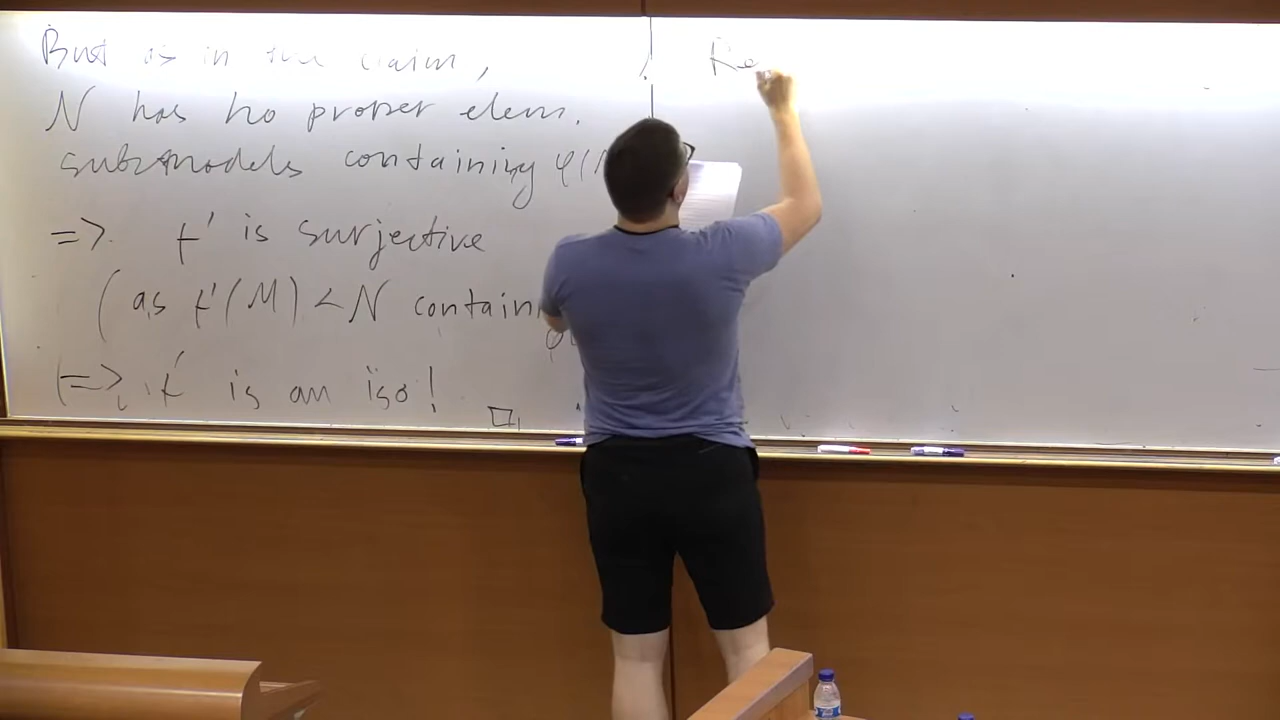 But as in the claim,
N has no proper elem.
submodels containing φ(
=> f' is surjective
(as f'(M) < N contain
φ
=> f' is an iso! □
Re